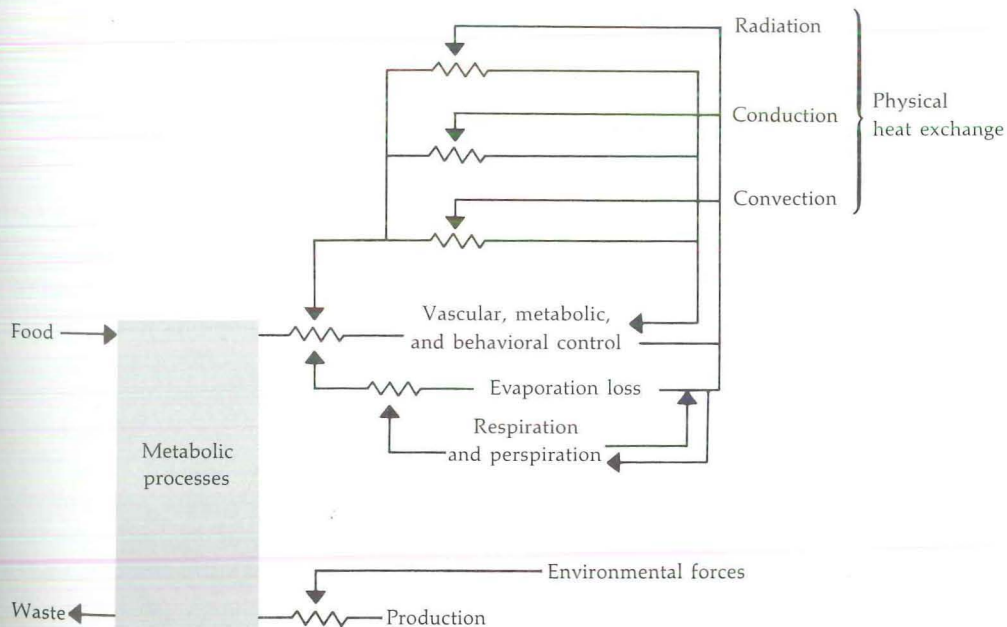 Radiation
Conduction
Convection
Physical
heat exchange
Food
Vascular, metabolic,
and behavioral control
Evaporation loss
Respiration
and perspiration
Metabolic
processes
Environmental forces
Waste
Production